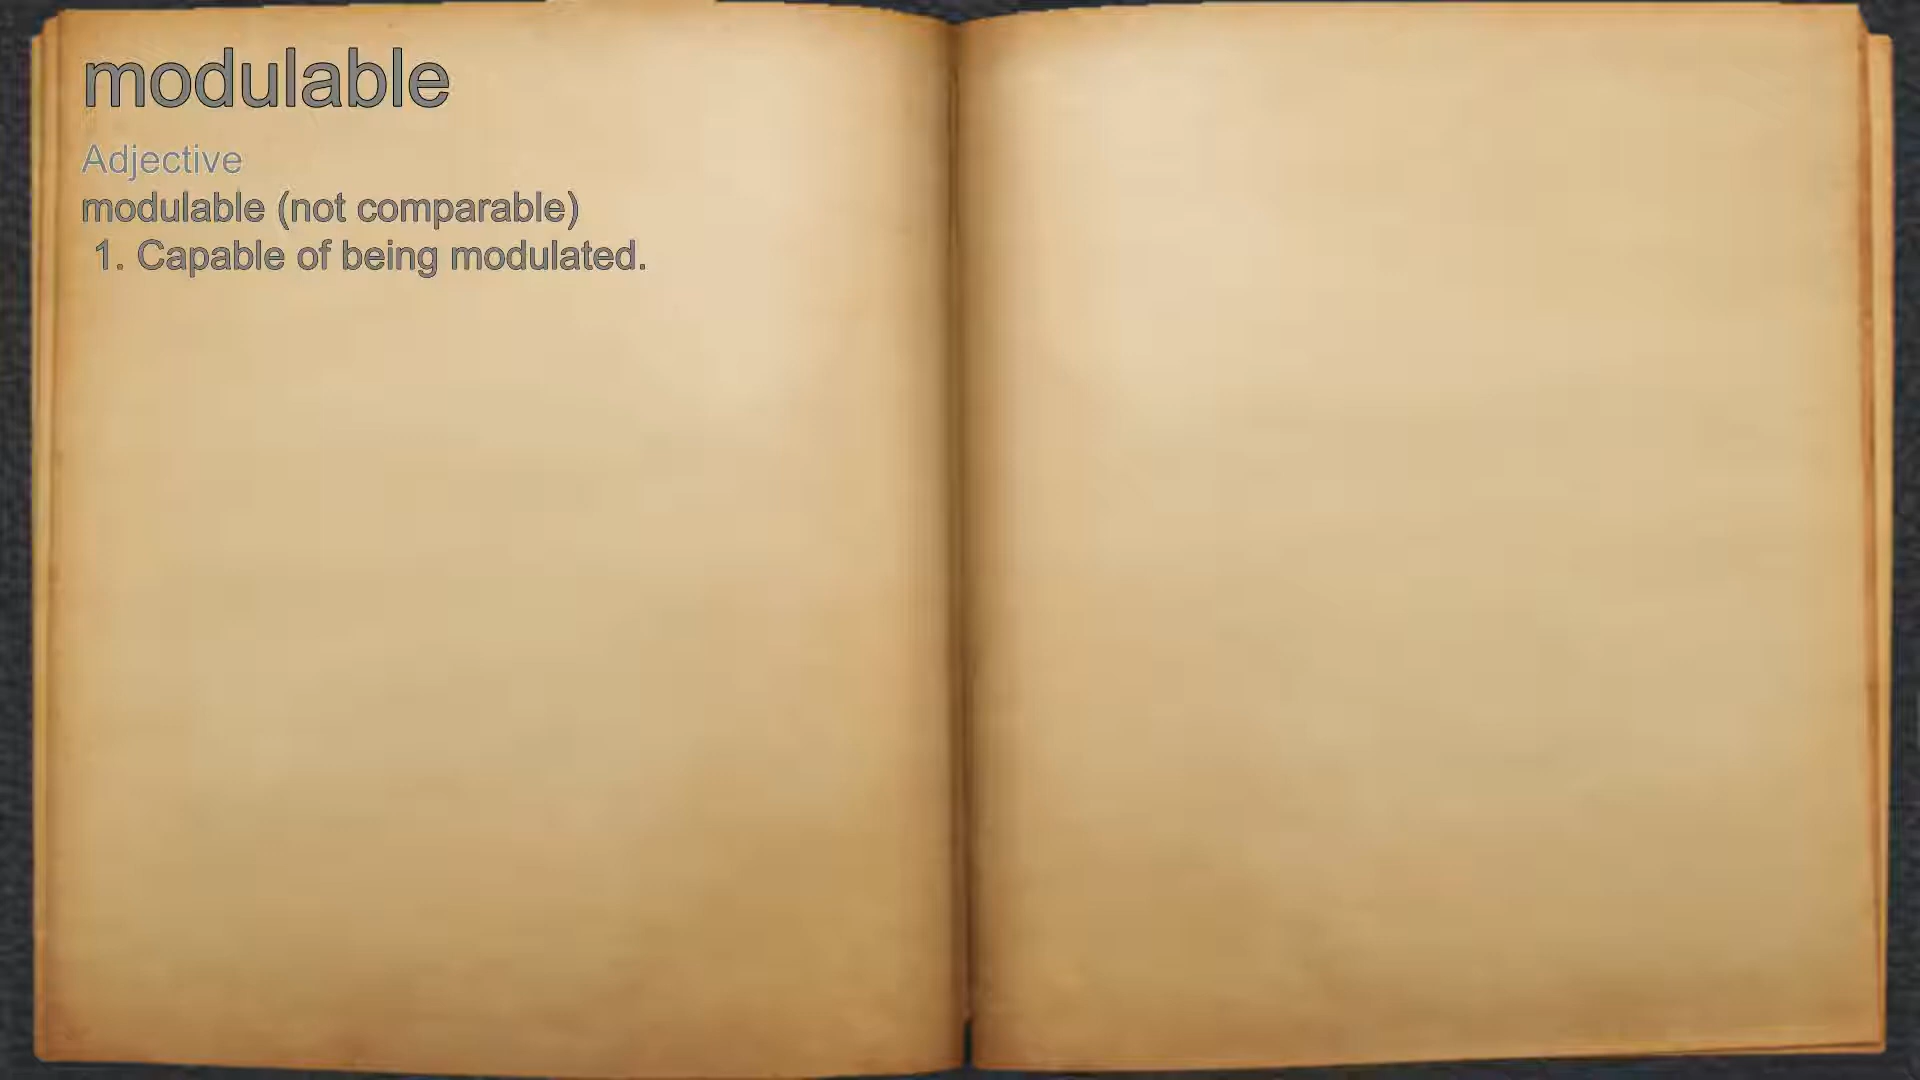 modulable
Adjective
modulable (not comparable)
1. Capable of being modulated.